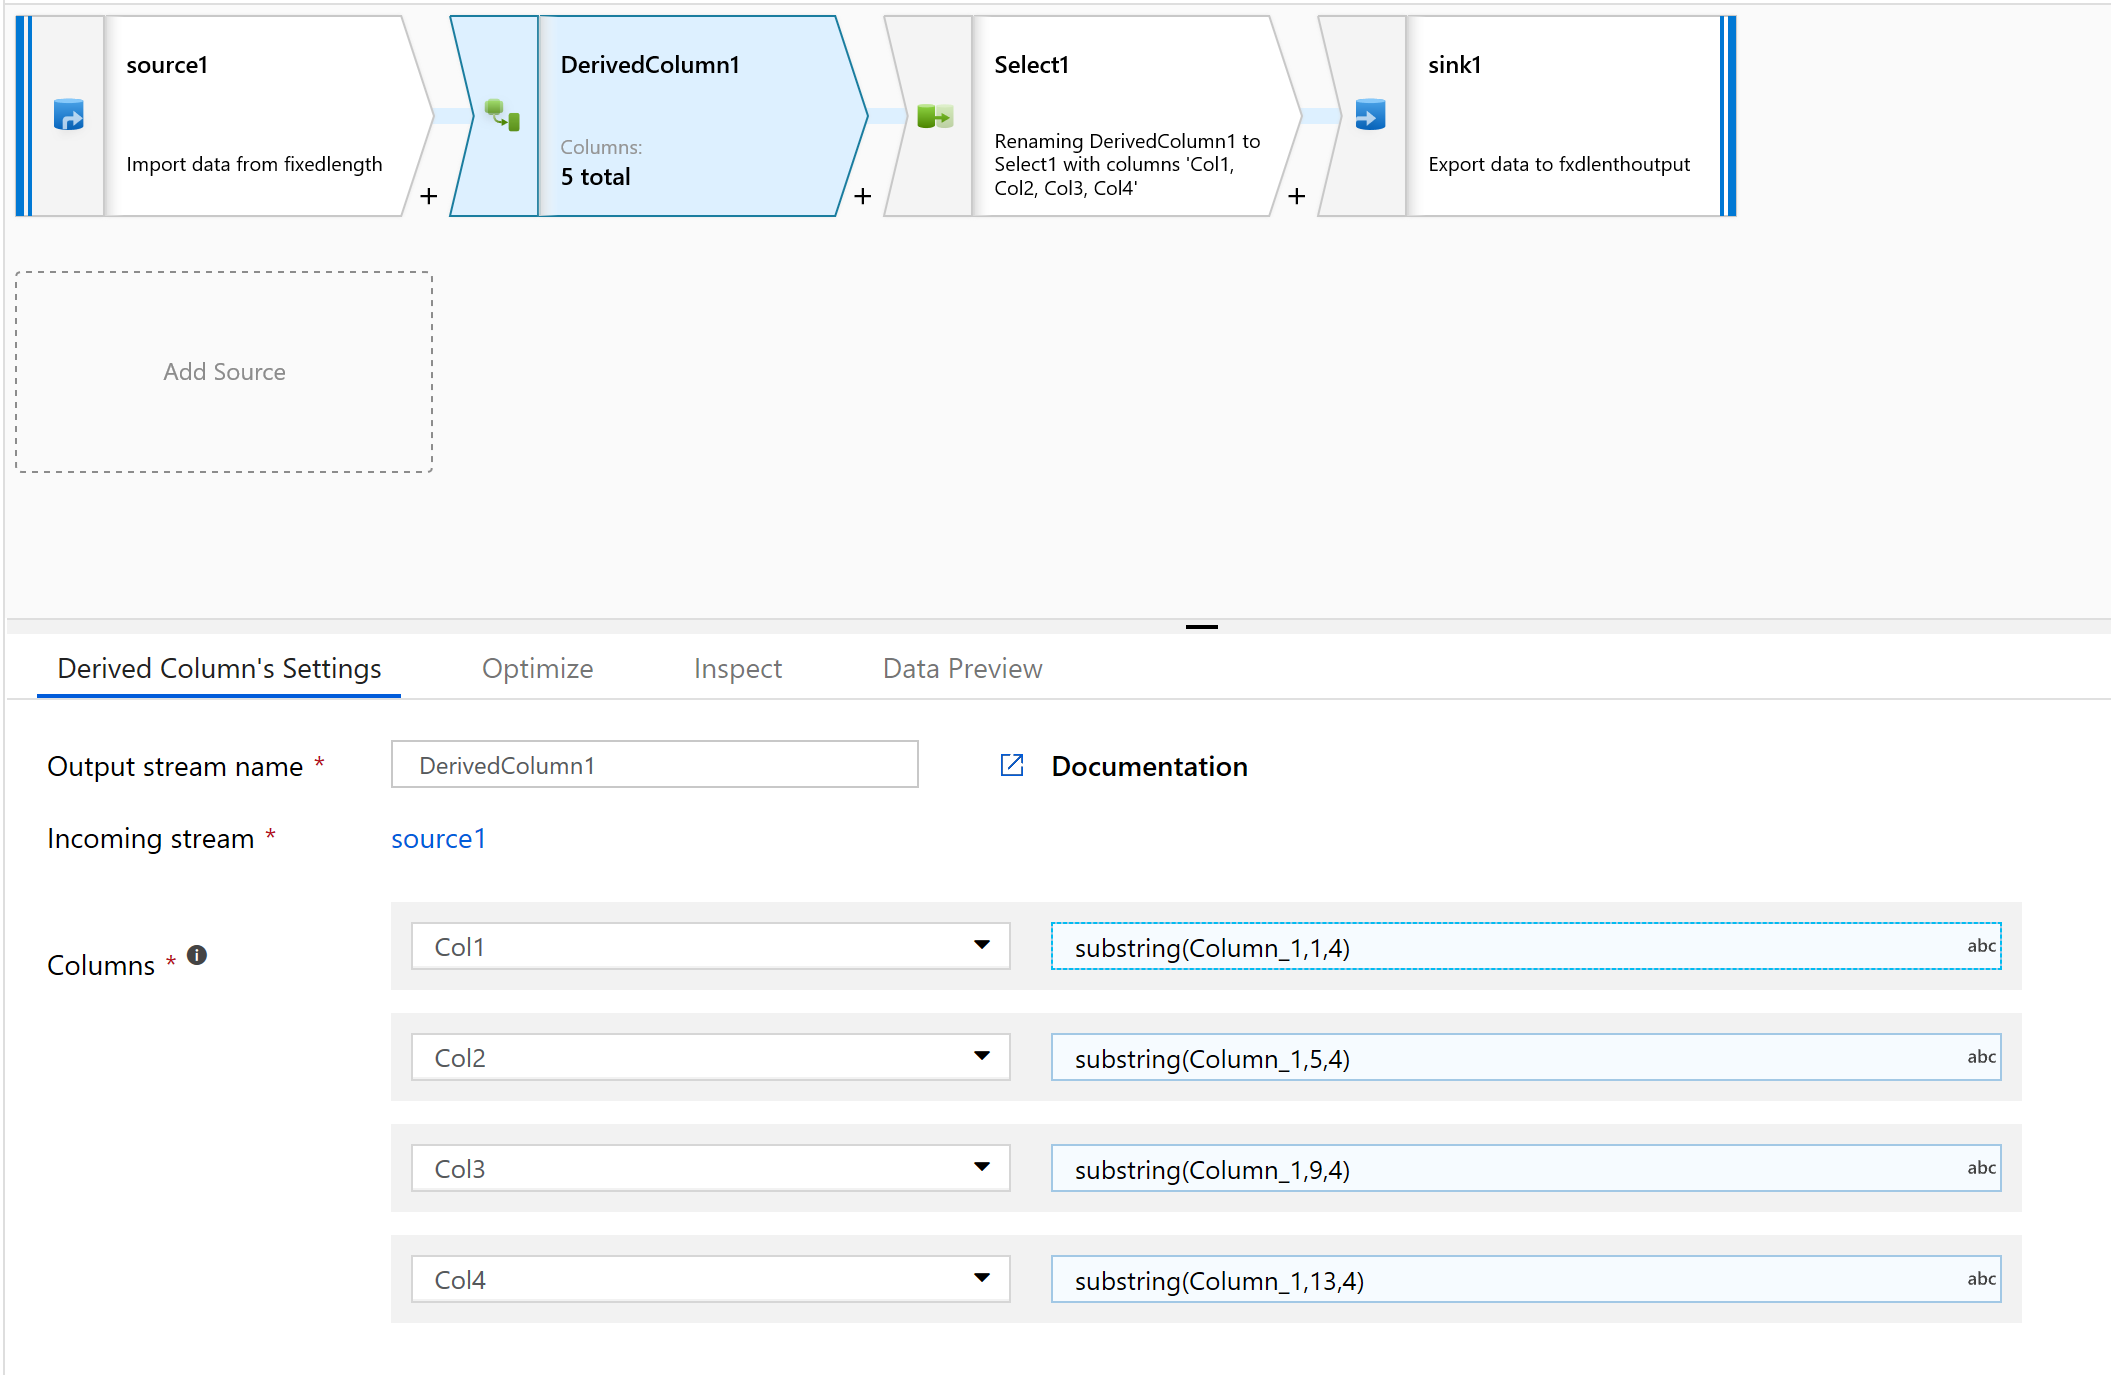 source1
Import data from fixedlength
+
DerivedColumn1
Columns:
5 total
+
Select1
Renaming DerivedColumn1 to
Select1 with columns 'Col1,
Col2, Col3, Col4'
+
sink1
Export data to fxdlenthoutput
Add Source
Derived Column's Settings
Optimize
Inspect
Data Preview
Output stream name *
DerivedColumn1
Documentation
Incoming stream *
source1
Columns *
Col1
substring(Column_1,1,4)
abc
Col2
substring(Column_1,5,4)
abc
Col3
substring(Column_1,9,4)
abc
Col4
substring(Column_1,13,4)
abc